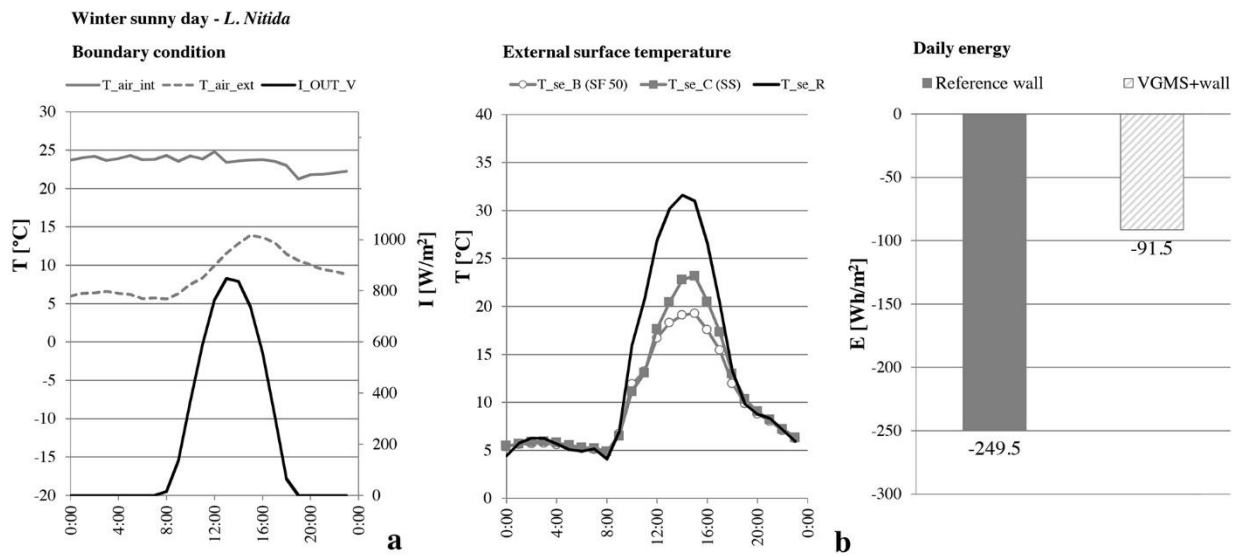 Winter sunny day - L. Nitida
Boundary condition
T_air_int T_air_ext I_OUT_V
30
25
20
15
10
5
0
-5
-10
-15
-20
T [°C]
1000
800
600
400
200
0
I [W/m²]
0:00 4:00 8:00 12:00 16:00 20:00 0:00
a
External surface temperature
T_se_B (SF 50) T_se_C (SS) T_se_R
40
35
30
25
20
15
10
5
0
T [°C]
0:00 4:00 8:00 12:00 16:00 20:00 0:00
b
Daily energy
Reference wall VGMS+wall
0
-50
-100
-150
-200
-250
-300
E [Wh/m²]
-91.5
-249.5